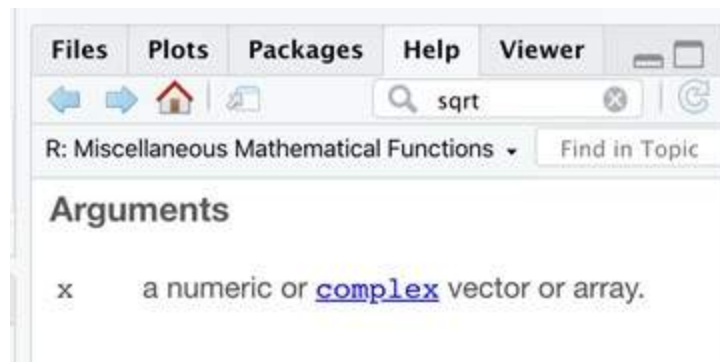 Files Plots Packages Help Viewer
sqrt
R: Miscellaneous Mathematical Functions Find in Topic
Arguments
x a numeric or complex vector or array.